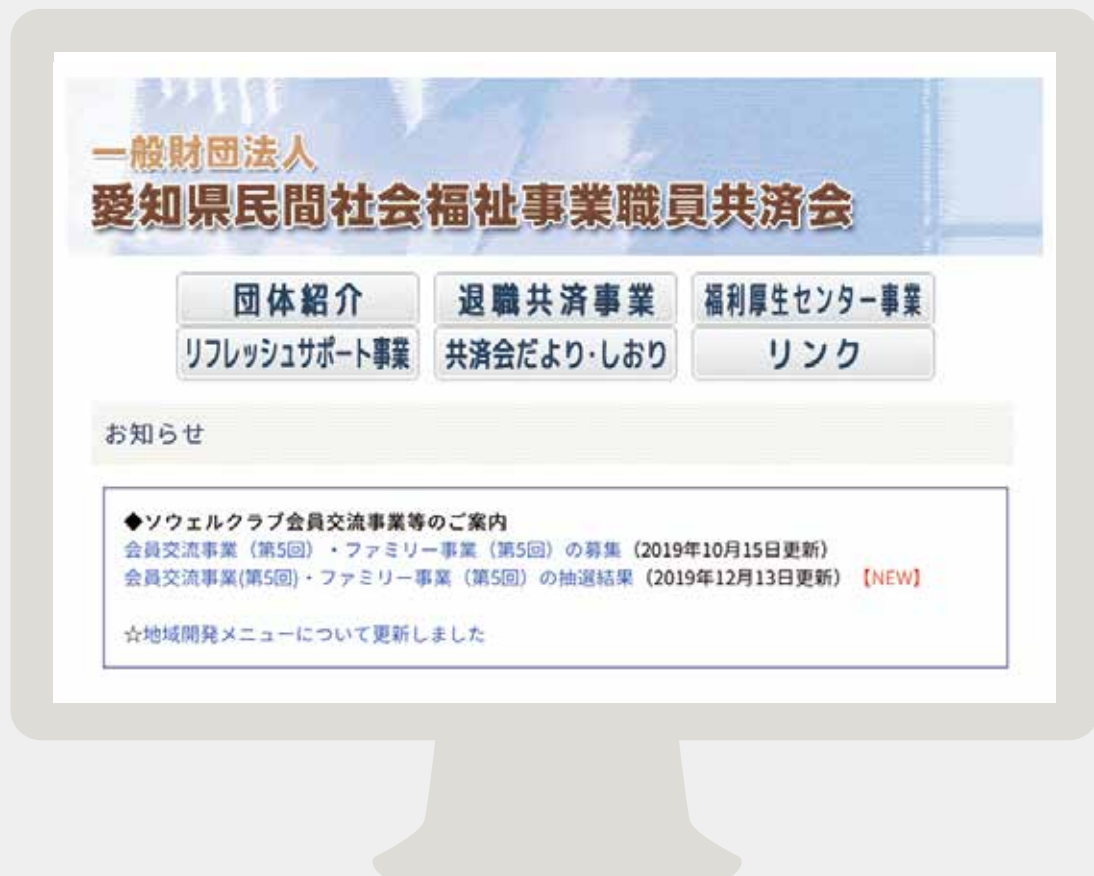 一般財団法人
愛知県民間社会福祉事業職員共済会
団体紹介
退職共済事業
福利厚生センター事業
リフレッシュサポート事業
共済会だより・しおり
リンク
お知らせ
◆ソウェルクラブ会員交流事業等のご案内
会員交流事業（第5回）・ファミリー事業（第5回）の募集（2019年10月15日更新）
会員交流事業(第5回)・ファミリー事業（第5回）の抽選結果（2019年12月13日更新）【NEW】
☆地域開発メニューについて更新しました